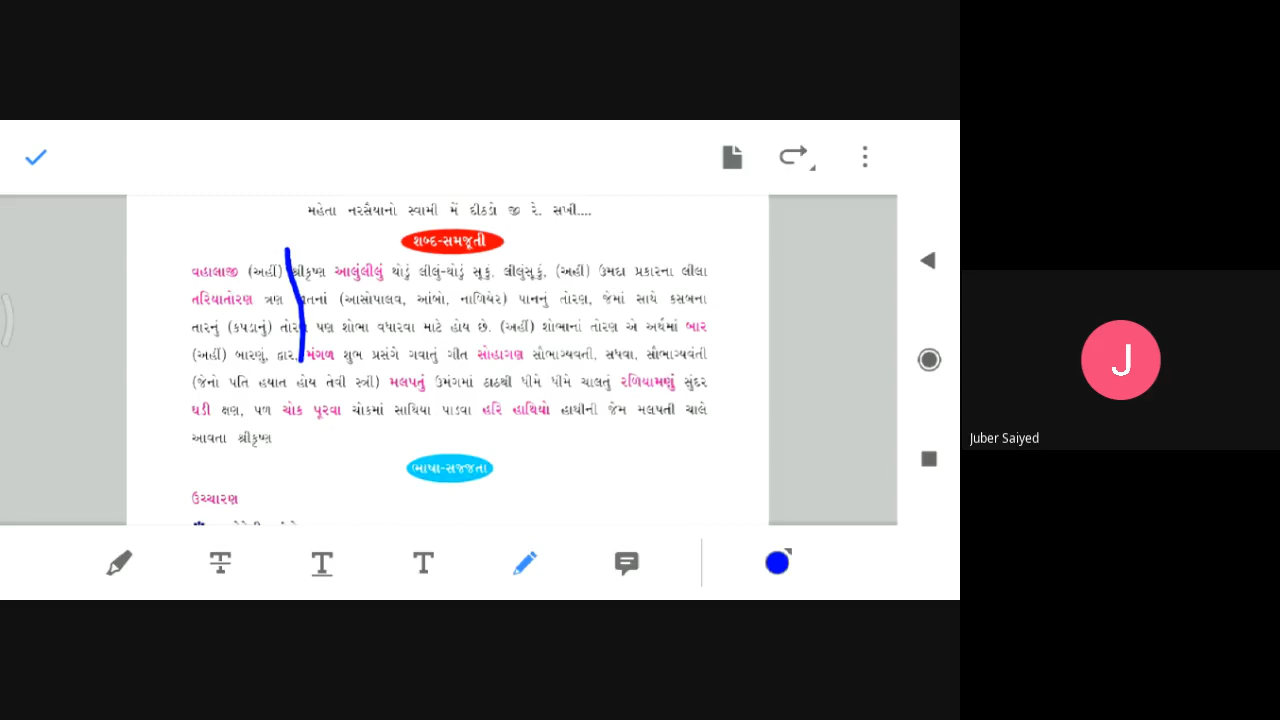 મહેતા નરસૈયાનો સ્વામી મેં દીઠડો જી રે. સખી....
શબ્દ-સમજૂતી
વહાલાજી (અહીં) શ્રીકૃષ્ણ આલુંલીલું થોડું લીલું-થોડું સૂકું, લીલુંસૂકું, (અહીં) ઉમદા પ્રકારના લીલા
તરિયાતોરણ ત્રણ (આસોપાલવ, આંબો, નાળિયેર) પાનનું તોરણ, જેમાં સાથે કસબના
તારનું (કપડાનું) તોરણ પણ શોભા વધારવા માટે હોય છે. (અહીં) શોભાનાં તોરણ એ અર્થમાં બાર
(અહીં) બારણું, દ્વાર, મંગળ શુભ પ્રસંગે ગવાતું ગીત સોહાગણ સૌભાગ્યવતી, સધવા, સૌભાગ્યવંતી
(જેનો પતિ હયાત હોય તેવી સ્ત્રી) મલપતું ઉમંગમાં ઠાઠથી ધીમે ધીમે ચાલતું રળિયામણું સુંદર
ઘડી ક્ષણ, પળ ચોક પૂરવા ચોકમાં સાથિયા પાડવા હરિ હાથિયો હાથીની જેમ મલપતી ચાલે
આવતા શ્રીકૃષ્ણ
ભાષા-સજ્જતા
ઉચ્ચારણ
J
Juber Saiyed